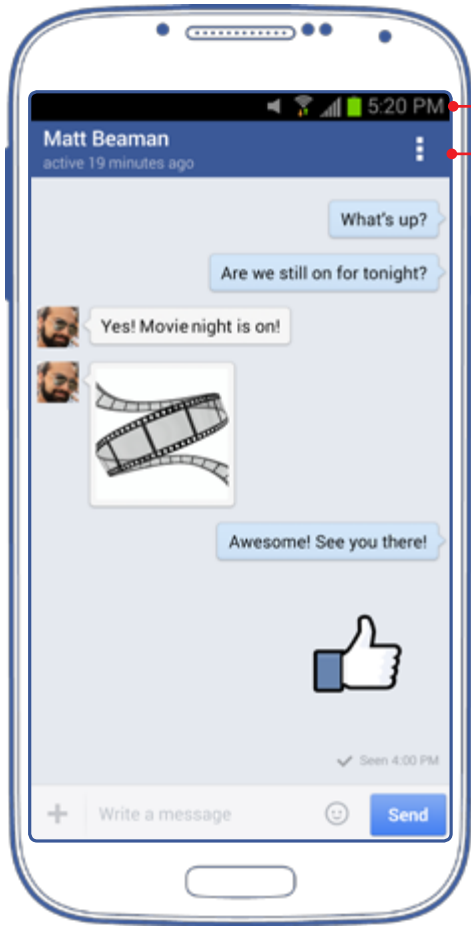 5:20 PM
Matt Beaman
active 19 minutes ago
What's up?
Are we still on for tonight?
Yes! Movie night is on!
Awesome! See you there!
Seen 4:00 PM
Write a message
Send